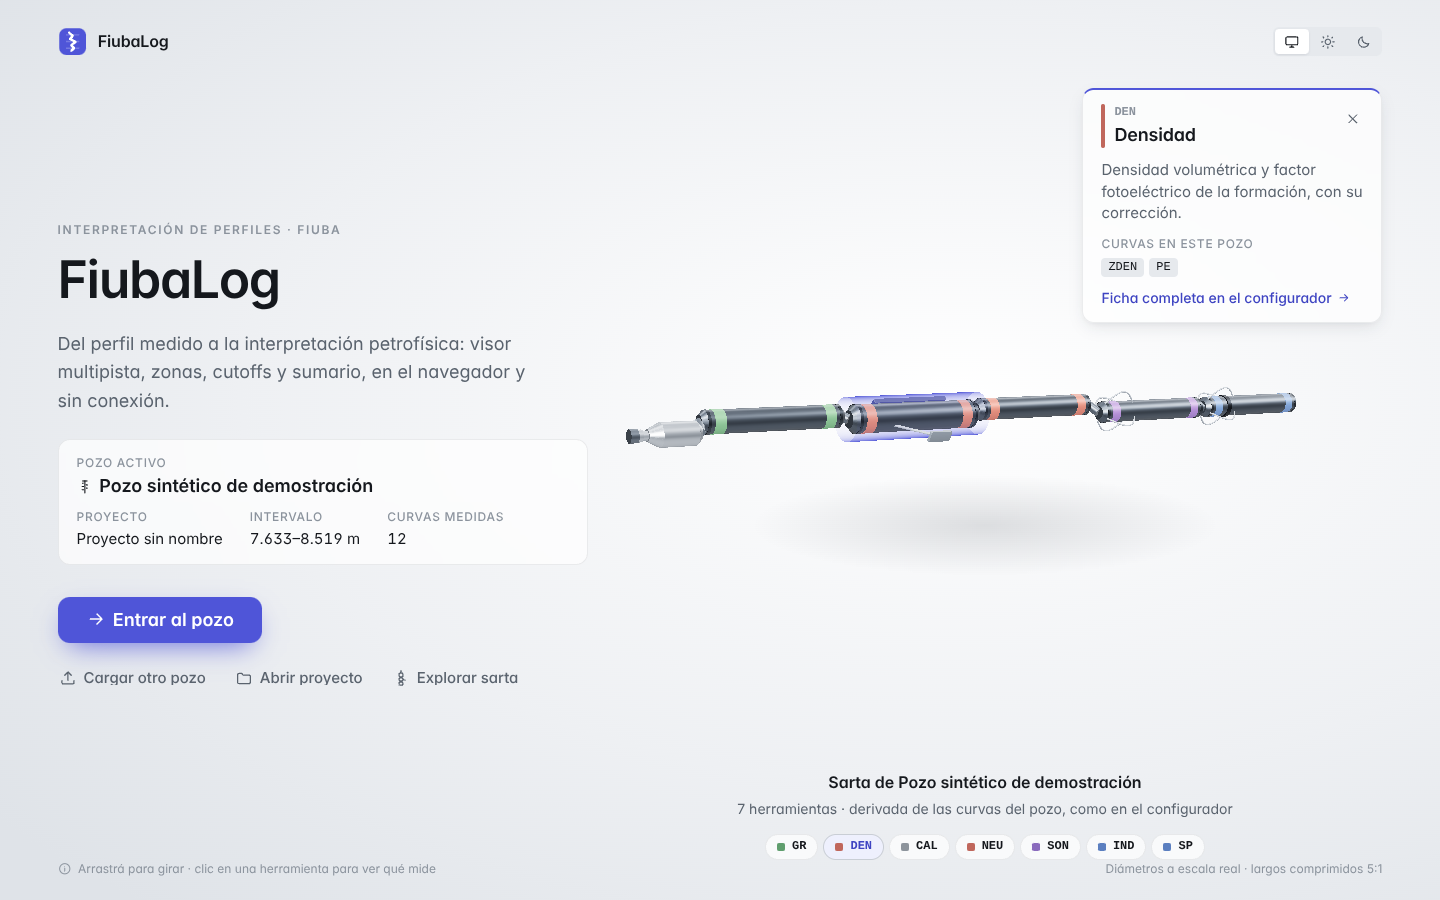 FiubaLog
DEN
Densidad
Densidad volumétrica y factor
fotoeléctrico de la formación, con su
corrección.
CURVAS EN ESTE POZO
ZDEN PE
Ficha completa en el configurador
INTERPRETACIÓN DE PERFILES · FIUBA
FiubaLog
Del perfil medido a la interpretación petrofísica: visor
multipista, zonas, cutoffs y sumario, en el navegador y
sin conexión.
POZO ACTIVO
Pozo sintético de demostración
PROYECTO INTERVALO CURVAS MEDIDAS
Proyecto sin nombre 7.633–8.519 m 12
Entrar al pozo
Cargar otro pozo Abrir proyecto Explorar sarta
Sarta de Pozo sintético de demostración
7 herramientas · derivada de las curvas del pozo, como en el configurador
GR DEN CAL NEU SON IND SP
Arrastrá para girar · clic en una herramienta para ver qué mide
Diámetros a escala real · largos comprimidos 5:1